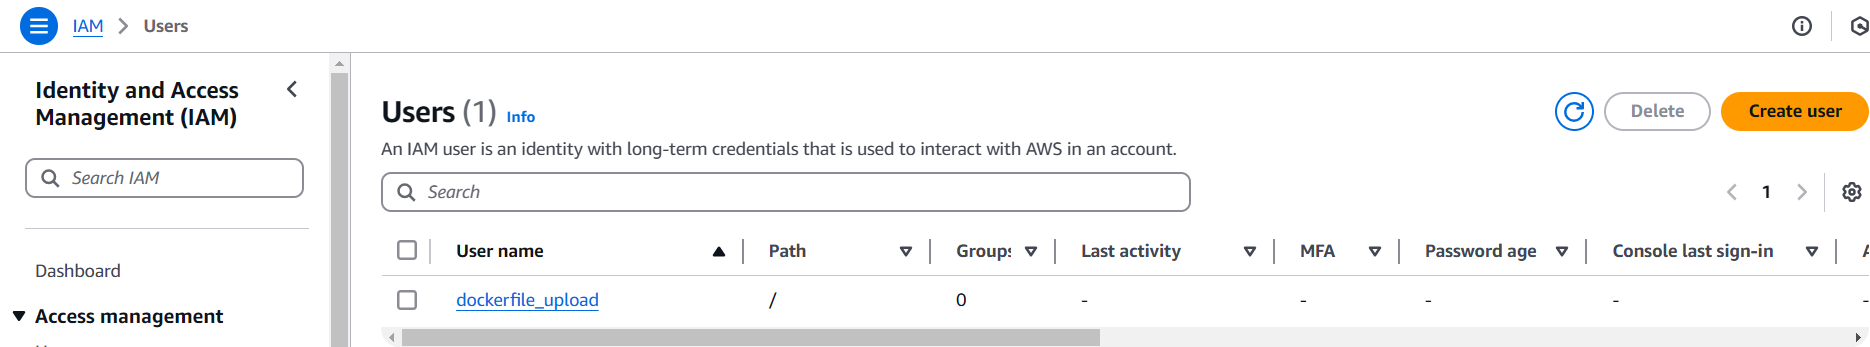 IAM > Users
Identity and Access
Management (IAM)
Search IAM
Dashboard
Access management
Users (1) Info
Delete
Create user
An IAM user is an identity with long-term credentials that is used to interact with AWS in an account.
Search
1
User name Path Groups Last activity MFA Password age Console last sign-in
dockerfile_upload / 0 - - - - -